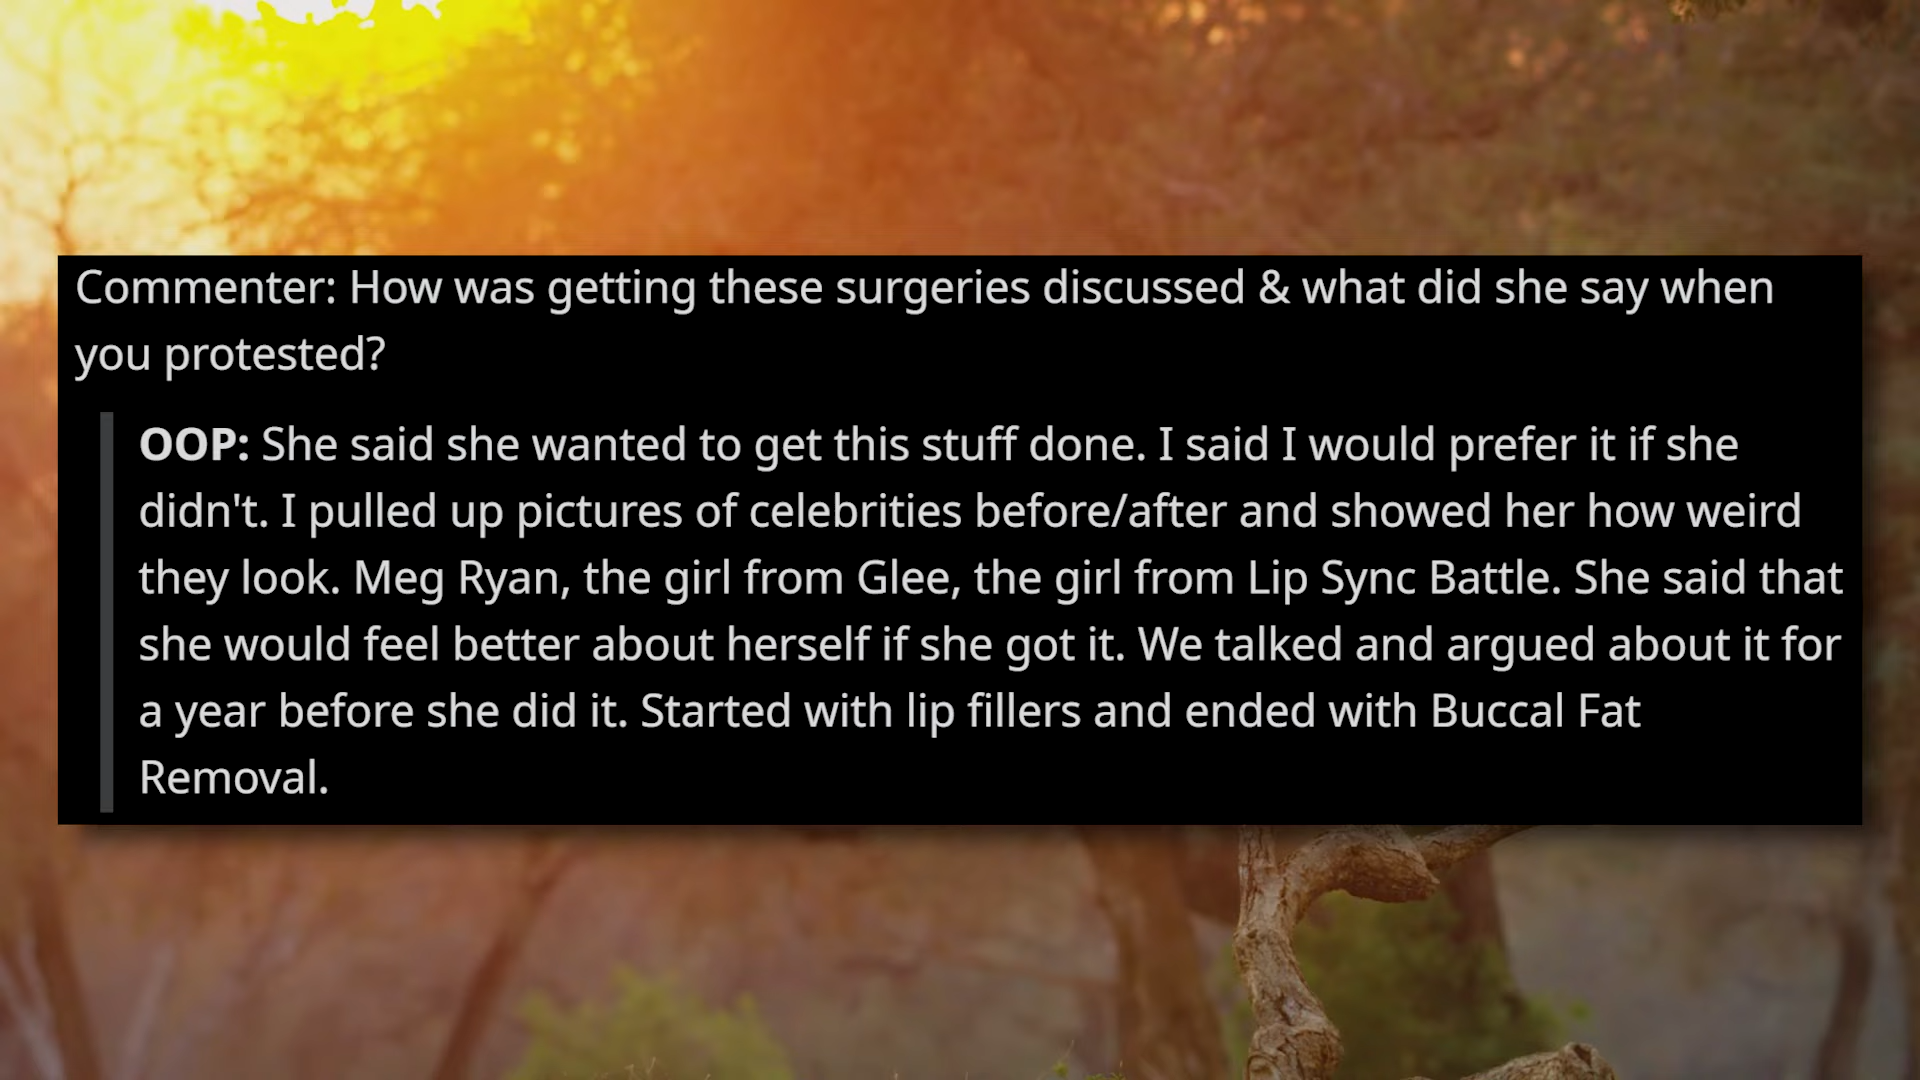 Commenter: How was getting these surgeries discussed & what did she say when
you protested?
OOP: She said she wanted to get this stuff done. I said I would prefer it if she
didn't. I pulled up pictures of celebrities before/after and showed her how weird
they look. Meg Ryan, the girl from Glee, the girl from Lip Sync Battle. She said that
she would feel better about herself if she got it. We talked and argued about it for
a year before she did it. Started with lip fillers and ended with Buccal Fat
Removal.